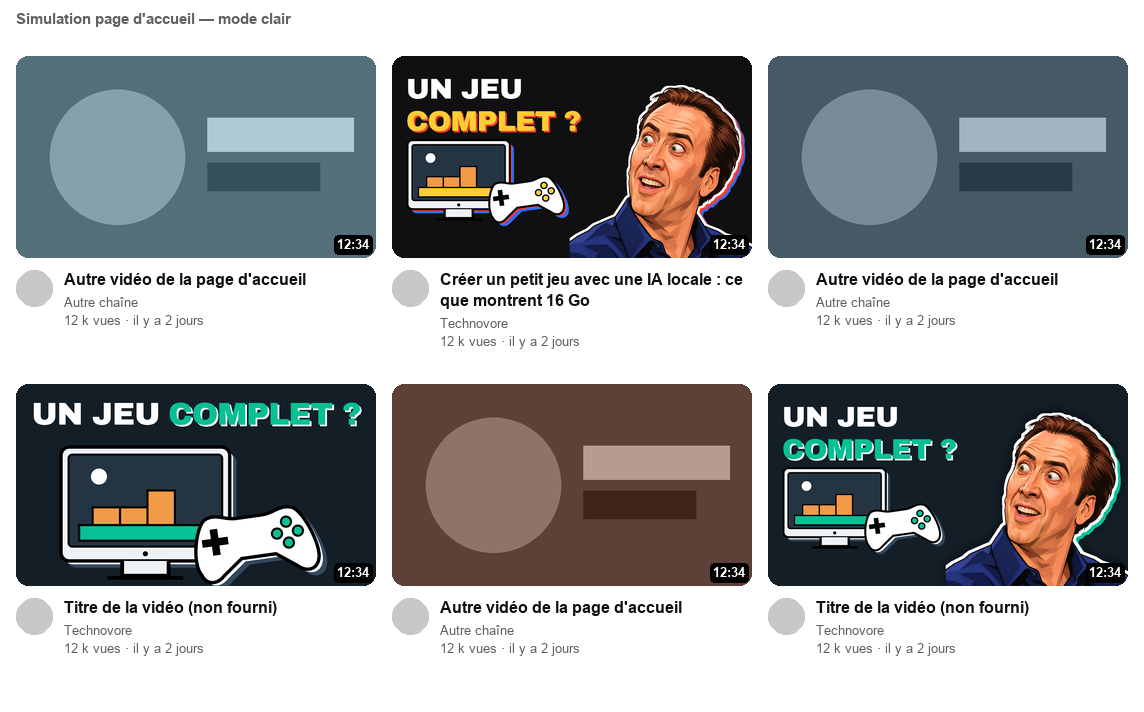 Simulation page d'accueil — mode clair
12:34
Autre vidéo de la page d'accueil
Autre chaîne
12 k vues · il y a 2 jours
UN JEU
COMPLET ?
12:34
Créer un petit jeu avec une IA locale : ce
que montrent 16 Go
Technovore
12 k vues · il y a 2 jours
12:34
Autre vidéo de la page d'accueil
Autre chaîne
12 k vues · il y a 2 jours
UN JEU COMPLET ?
12:34
Titre de la vidéo (non fourni)
Technovore
12 k vues · il y a 2 jours
12:34
Autre vidéo de la page d'accueil
Autre chaîne
12 k vues · il y a 2 jours
UN JEU
COMPLET ?
12:34
Titre de la vidéo (non fourni)
Technovore
12 k vues · il y a 2 jours